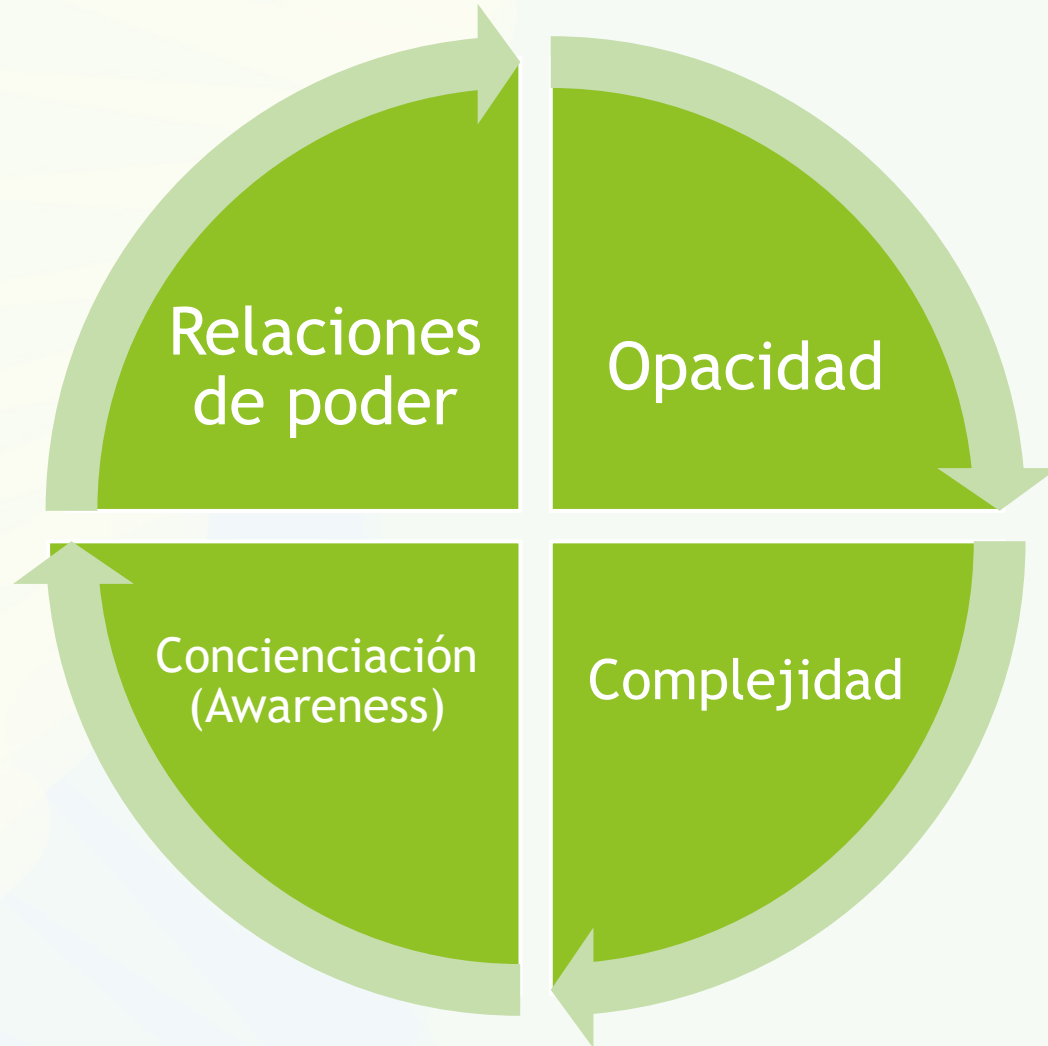 Relaciones
de poder
Opacidad
Concienciación
(Awareness)
Complejidad